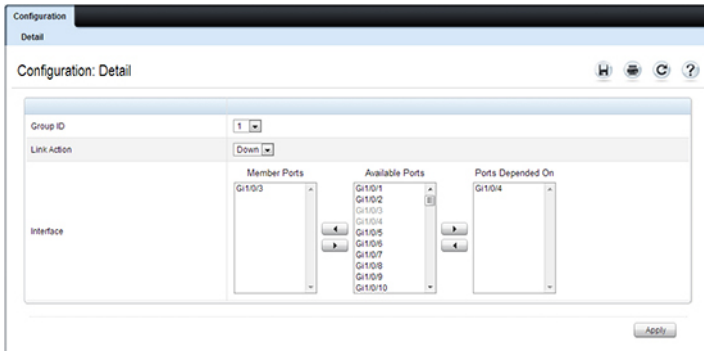 Configuration
Detail
Configuration: Detail
Group ID
1
Link Action
Down
Member Ports
Available Ports
Ports Depended On
Interface
Gi1/0/3
Gi1/0/1
Gi1/0/2
Gi1/0/3
Gi1/0/4
Gi1/0/5
Gi1/0/6
Gi1/0/7
Gi1/0/8
Gi1/0/9
Gi1/0/10
Gi1/0/4
Apply